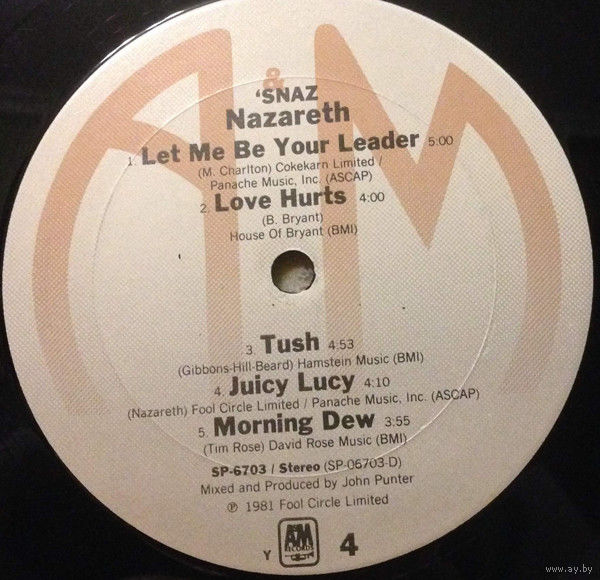 &
'SNAZ
Nazareth
1. Let Me Be Your Leader 5:00
(M. Charlton) Cokekarn Limited /
Panache Music, Inc. (ASCAP)
2. Love Hurts 4:00
(B. Bryant)
House Of Bryant (BMI)
3. Tush 4:53
(Gibbons-Hill-Beard) Hamstein Music (BMI)
4. Juicy Lucy 4:10
(Nazareth) Fool Circle Limited / Panache Music, Inc. (ASCAP)
5. Morning Dew 3:55
(Tim Rose) David Rose Music (BMI)
SP-6703 / Stereo (SP-06703-D)
Mixed and Produced by John Punter
℗ 1981 Fool Circle Limited
Y A&M RECORDS 4
www.ay.by